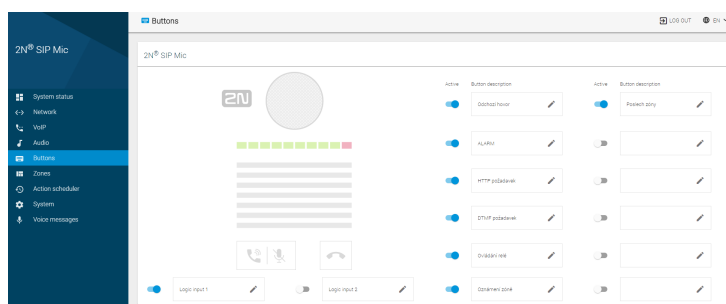 Buttons
LOG OUT
EN
2N® SIP Mic
2N® SIP Mic
System status
Network
VoIP
Audio
Buttons
Zones
Action scheduler
System
Voice messages
2N
Active Button description Active Button description
Odchozí hovor Poslech zóny
ALARM
HTTP požadavek
DTMF požadavek
Ovládání relé
Logic input 1 Logic input 2 Oznámení zóně